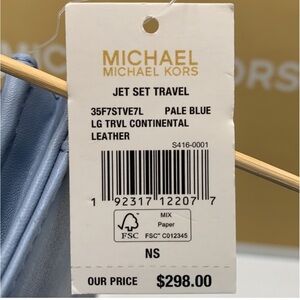 MICHAEL
MICHAEL KORS
JET SET TRAVEL
35F7STVE7L PALE BLUE
LG TRVL CONTINENTAL
LEATHER
S416-0001
1 92317 12207 7
FSC
MIX
Paper
FSC® C012345
NS
OUR PRICE $298.00
ORS